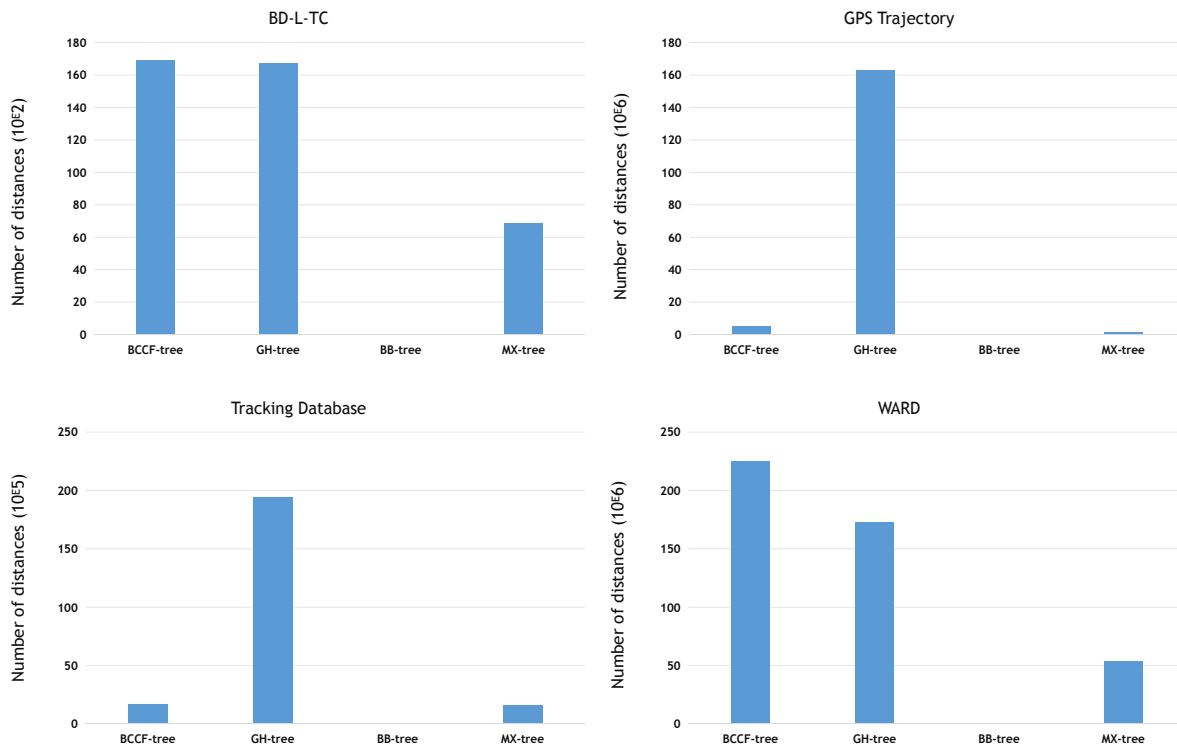 BD-L-TC
Number of distances (10ᴱ2)
180
160
140
120
100
80
60
40
20
0
BCCF-tree GH-tree BB-tree MX-tree
GPS Trajectory
Number of distances (10ᴱ6)
180
160
140
120
100
80
60
40
20
0
BCCF-tree GH-tree BB-tree MX-tree
Tracking Database
Number of distances (10ᴱ5)
250
200
150
100
50
0
BCCF-tree GH-tree BB-tree MX-tree
WARD
Number of distances (10ᴱ6)
250
200
150
100
50
0
BCCF-tree GH-tree BB-tree MX-tree